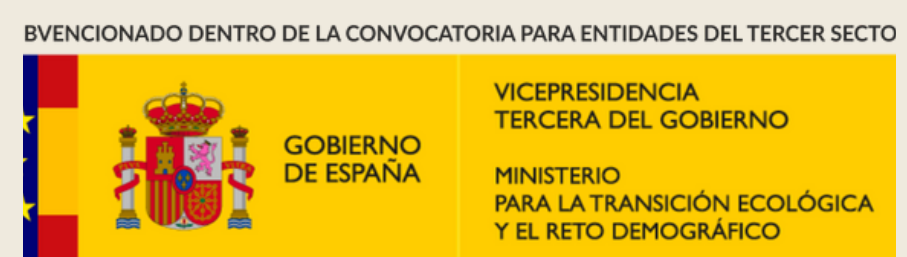 BVENCIONADO DENTRO DE LA CONVOCATORIA PARA ENTIDADES DEL TERCER SECTO
GOBIERNO
DE ESPAÑA
VICEPRESIDENCIA
TERCERA DEL GOBIERNO
MINISTERIO
PARA LA TRANSICIÓN ECOLÓGICA
Y EL RETO DEMOGRÁFICO